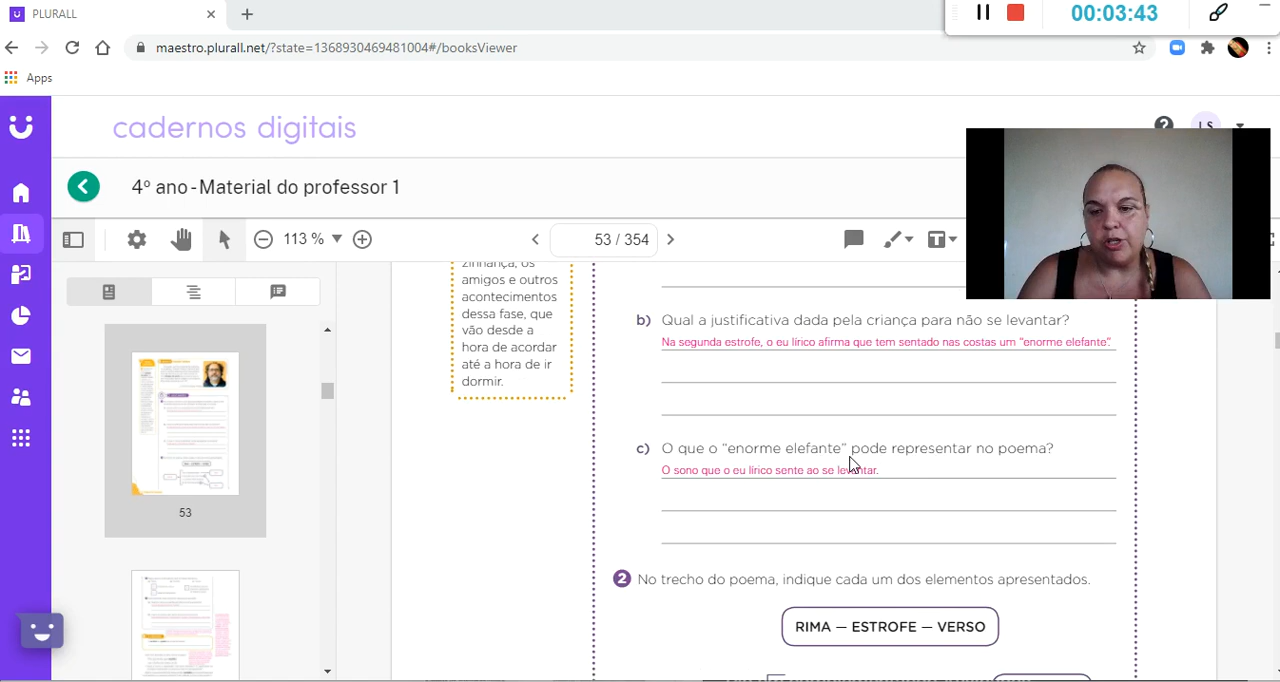 PLURALL
00:03:43
maestro.plurall.net/?state=1368930469481004#/booksViewer
Apps
cadernos digitais
LS
4º ano - Material do professor 1
113 %
53 / 354
zinhança, os
amigos e outros
acontecimentos
dessa fase, que
vão desde a
hora de acordar
até a hora de ir
dormir.
b) Qual a justificativa dada pela criança para não se levantar?
Na segunda estrofe, o eu lírico afirma que tem sentado nas costas um “enorme elefante”.
c) O que o “enorme elefante” pode representar no poema?
O sono que o eu lírico sente ao se levantar.
2 No trecho do poema, indique cada um dos elementos apresentados.
RIMA — ESTROFE — VERSO
53